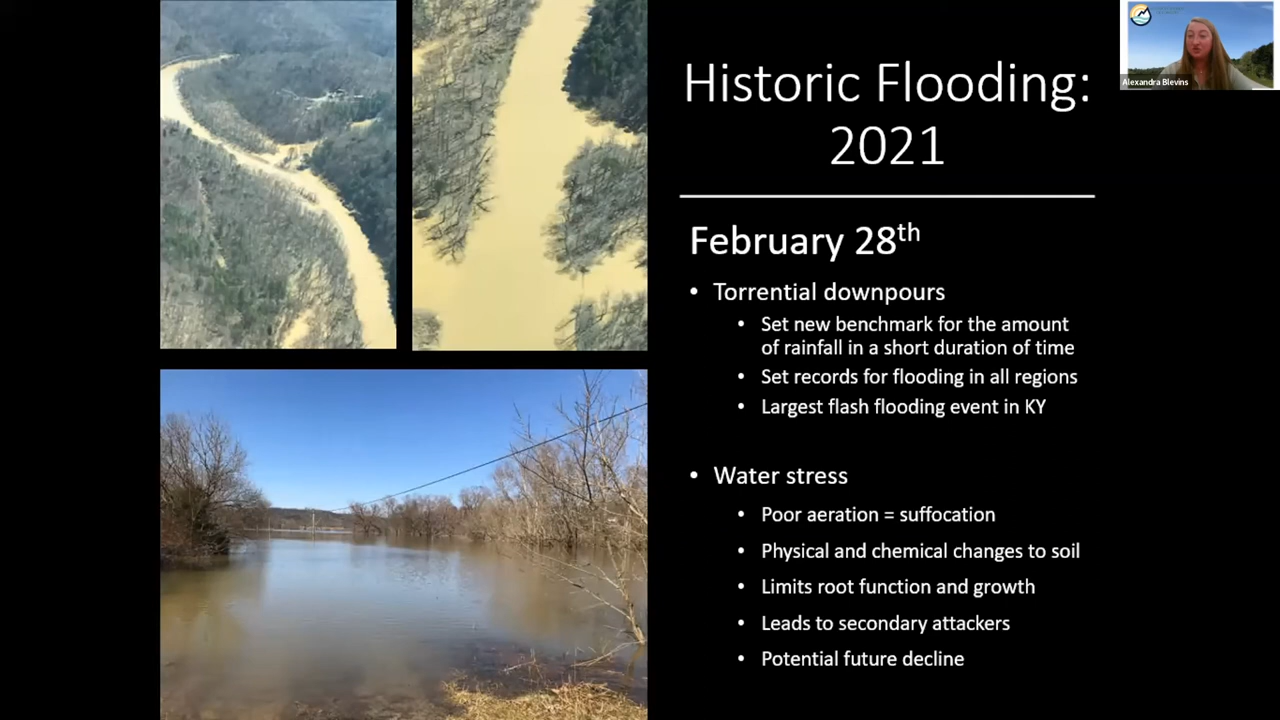 Historic Flooding:
2021
February 28th
• Torrential downpours
• Set new benchmark for the amount
of rainfall in a short duration of time
• Set records for flooding in all regions
• Largest flash flooding event in KY
• Water stress
• Poor aeration = suffocation
• Physical and chemical changes to soil
• Limits root function and growth
• Leads to secondary attackers
• Potential future decline
Alexandra Blevins